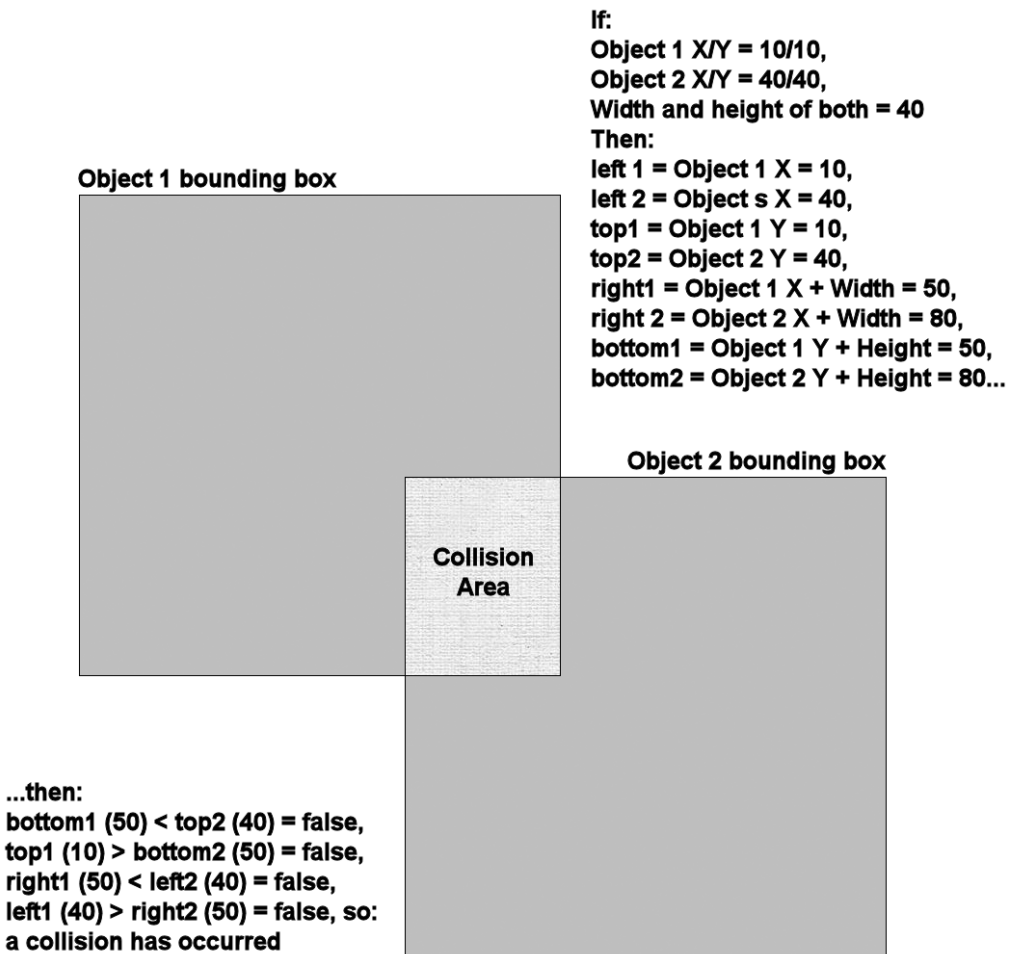 If:
Object 1 X/Y = 10/10,
Object 2 X/Y = 40/40,
Width and height of both = 40
Then:
left 1 = Object 1 X = 10,
left 2 = Object s X = 40,
top1 = Object 1 Y = 10,
top2 = Object 2 Y = 40,
right1 = Object 1 X + Width = 50,
right 2 = Object 2 X + Width = 80,
bottom1 = Object 1 Y + Height = 50,
bottom2 = Object 2 Y + Height = 80...
Object 1 bounding box
Object 2 bounding box
Collision
Area
...then:
bottom1 (50) < top2 (40) = false,
top1 (10) > bottom2 (50) = false,
right1 (50) < left2 (40) = false,
left1 (40) > right2 (50) = false, so:
a collision has occurred